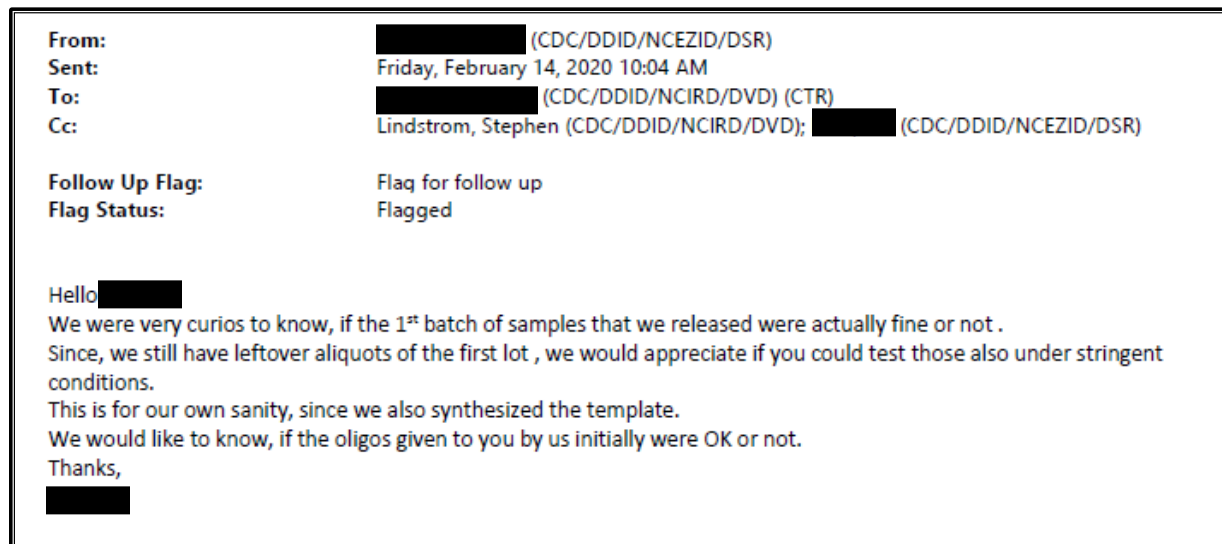 From: (CDC/DDID/NCEZID/DSR)
Sent: Friday, February 14, 2020 10:04 AM
To: (CDC/DDID/NCIRD/DVD) (CTR)
Cc: Lindstrom, Stephen (CDC/DDID/NCIRD/DVD); (CDC/DDID/NCEZID/DSR)
Follow Up Flag: Flag for follow up
Flag Status: Flagged
Hello
We were very curios to know, if the 1st batch of samples that we released were actually fine or not .
Since, we still have leftover aliquots of the first lot , we would appreciate if you could test those also under stringent
conditions.
This is for our own sanity, since we also synthesized the template.
We would like to know, if the oligos given to you by us initially were OK or not.
Thanks,